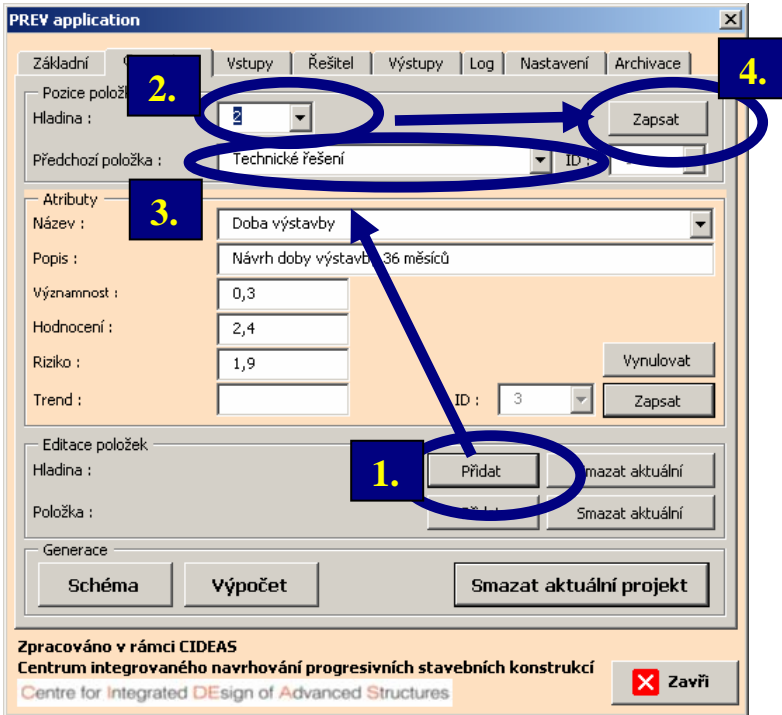 PREV application
Základní Vstupy Řešitel Výstupy Log Nastavení Archivace
4.
2.
Pozice položk
Hladina : 2 Zapsat
Předchozí položka : Technické řešení ID :
3.
Atributy
Název : Doba výstavby
Popis : Návrh doby výstavby 36 měsíců
Významnost : 0,3
Hodnocení : 2,4
Riziko : 1,9 Vynulovat
Trend : ID : 3 Zapsat
Editace položek
1.
Hladina : Přidat Smazat aktuální
Položka : Přidat Smazat aktuální
Generace
Schéma Výpočet Smazat aktuální projekt
Zpracováno v rámci CIDEAS
Centrum integrovaného navrhování progresivních stavebních konstrukcí
Centre for Integrated DEsign of Advanced Structures
Zavři